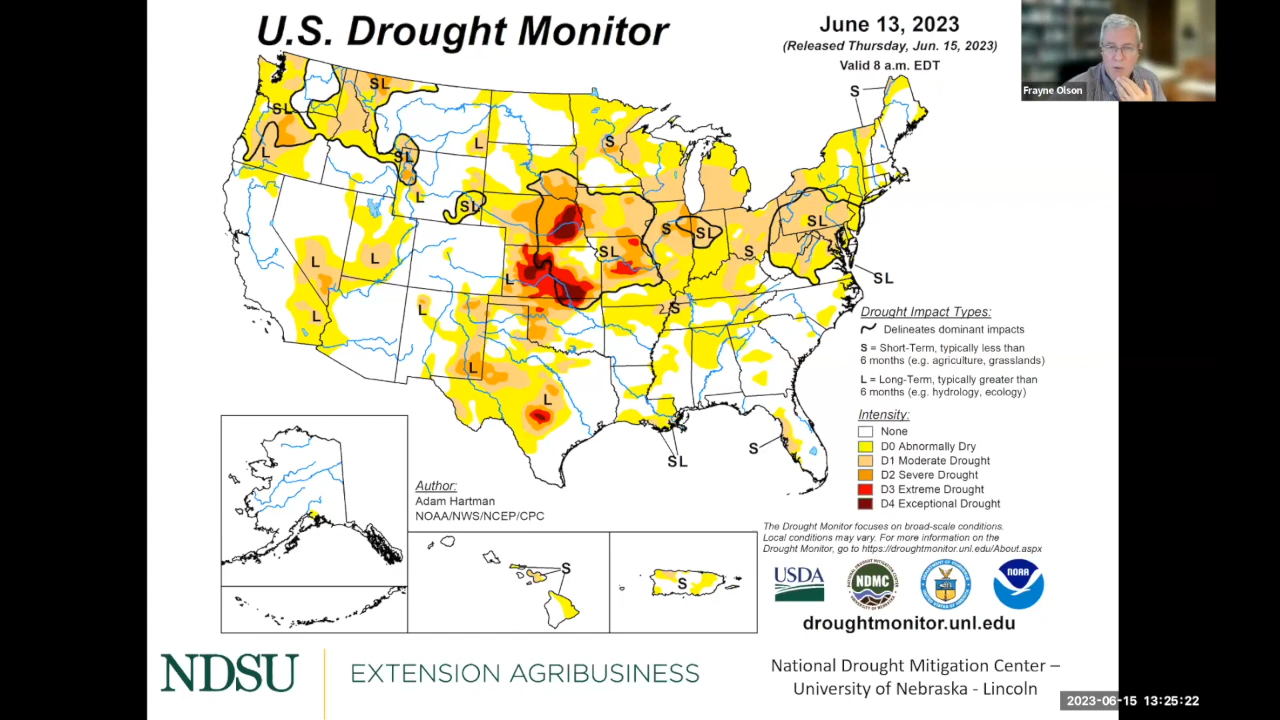 U.S. Drought Monitor
June 13, 2023
(Released Thursday, Jun. 15, 2023)
Valid 8 a.m. EDT
Frayne Olson
S
SL
SL
L
SL
L
S
L
SL
L
L
L
SL
S
SL
S
SL
SL
L
S
L
L
L
S
SL
S
Drought Impact Types:
Delineates dominant impacts
S = Short-Term, typically less than
6 months (e.g. agriculture, grasslands)
L = Long-Term, typically greater than
6 months (e.g. hydrology, ecology)
Intensity:
None
D0 Abnormally Dry
D1 Moderate Drought
D2 Severe Drought
D3 Extreme Drought
D4 Exceptional Drought
Author:
Adam Hartman
NOAA/NWS/NCEP/CPC
S
S
The Drought Monitor focuses on broad-scale conditions.
Local conditions may vary. For more information on the
Drought Monitor, go to https://droughtmonitor.unl.edu/About.aspx
USDA
NDMC
NOAA
droughtmonitor.unl.edu
NDSU
EXTENSION AGRIBUSINESS
National Drought Mitigation Center –
University of Nebraska - Lincoln
2023-06-15 13:25:22